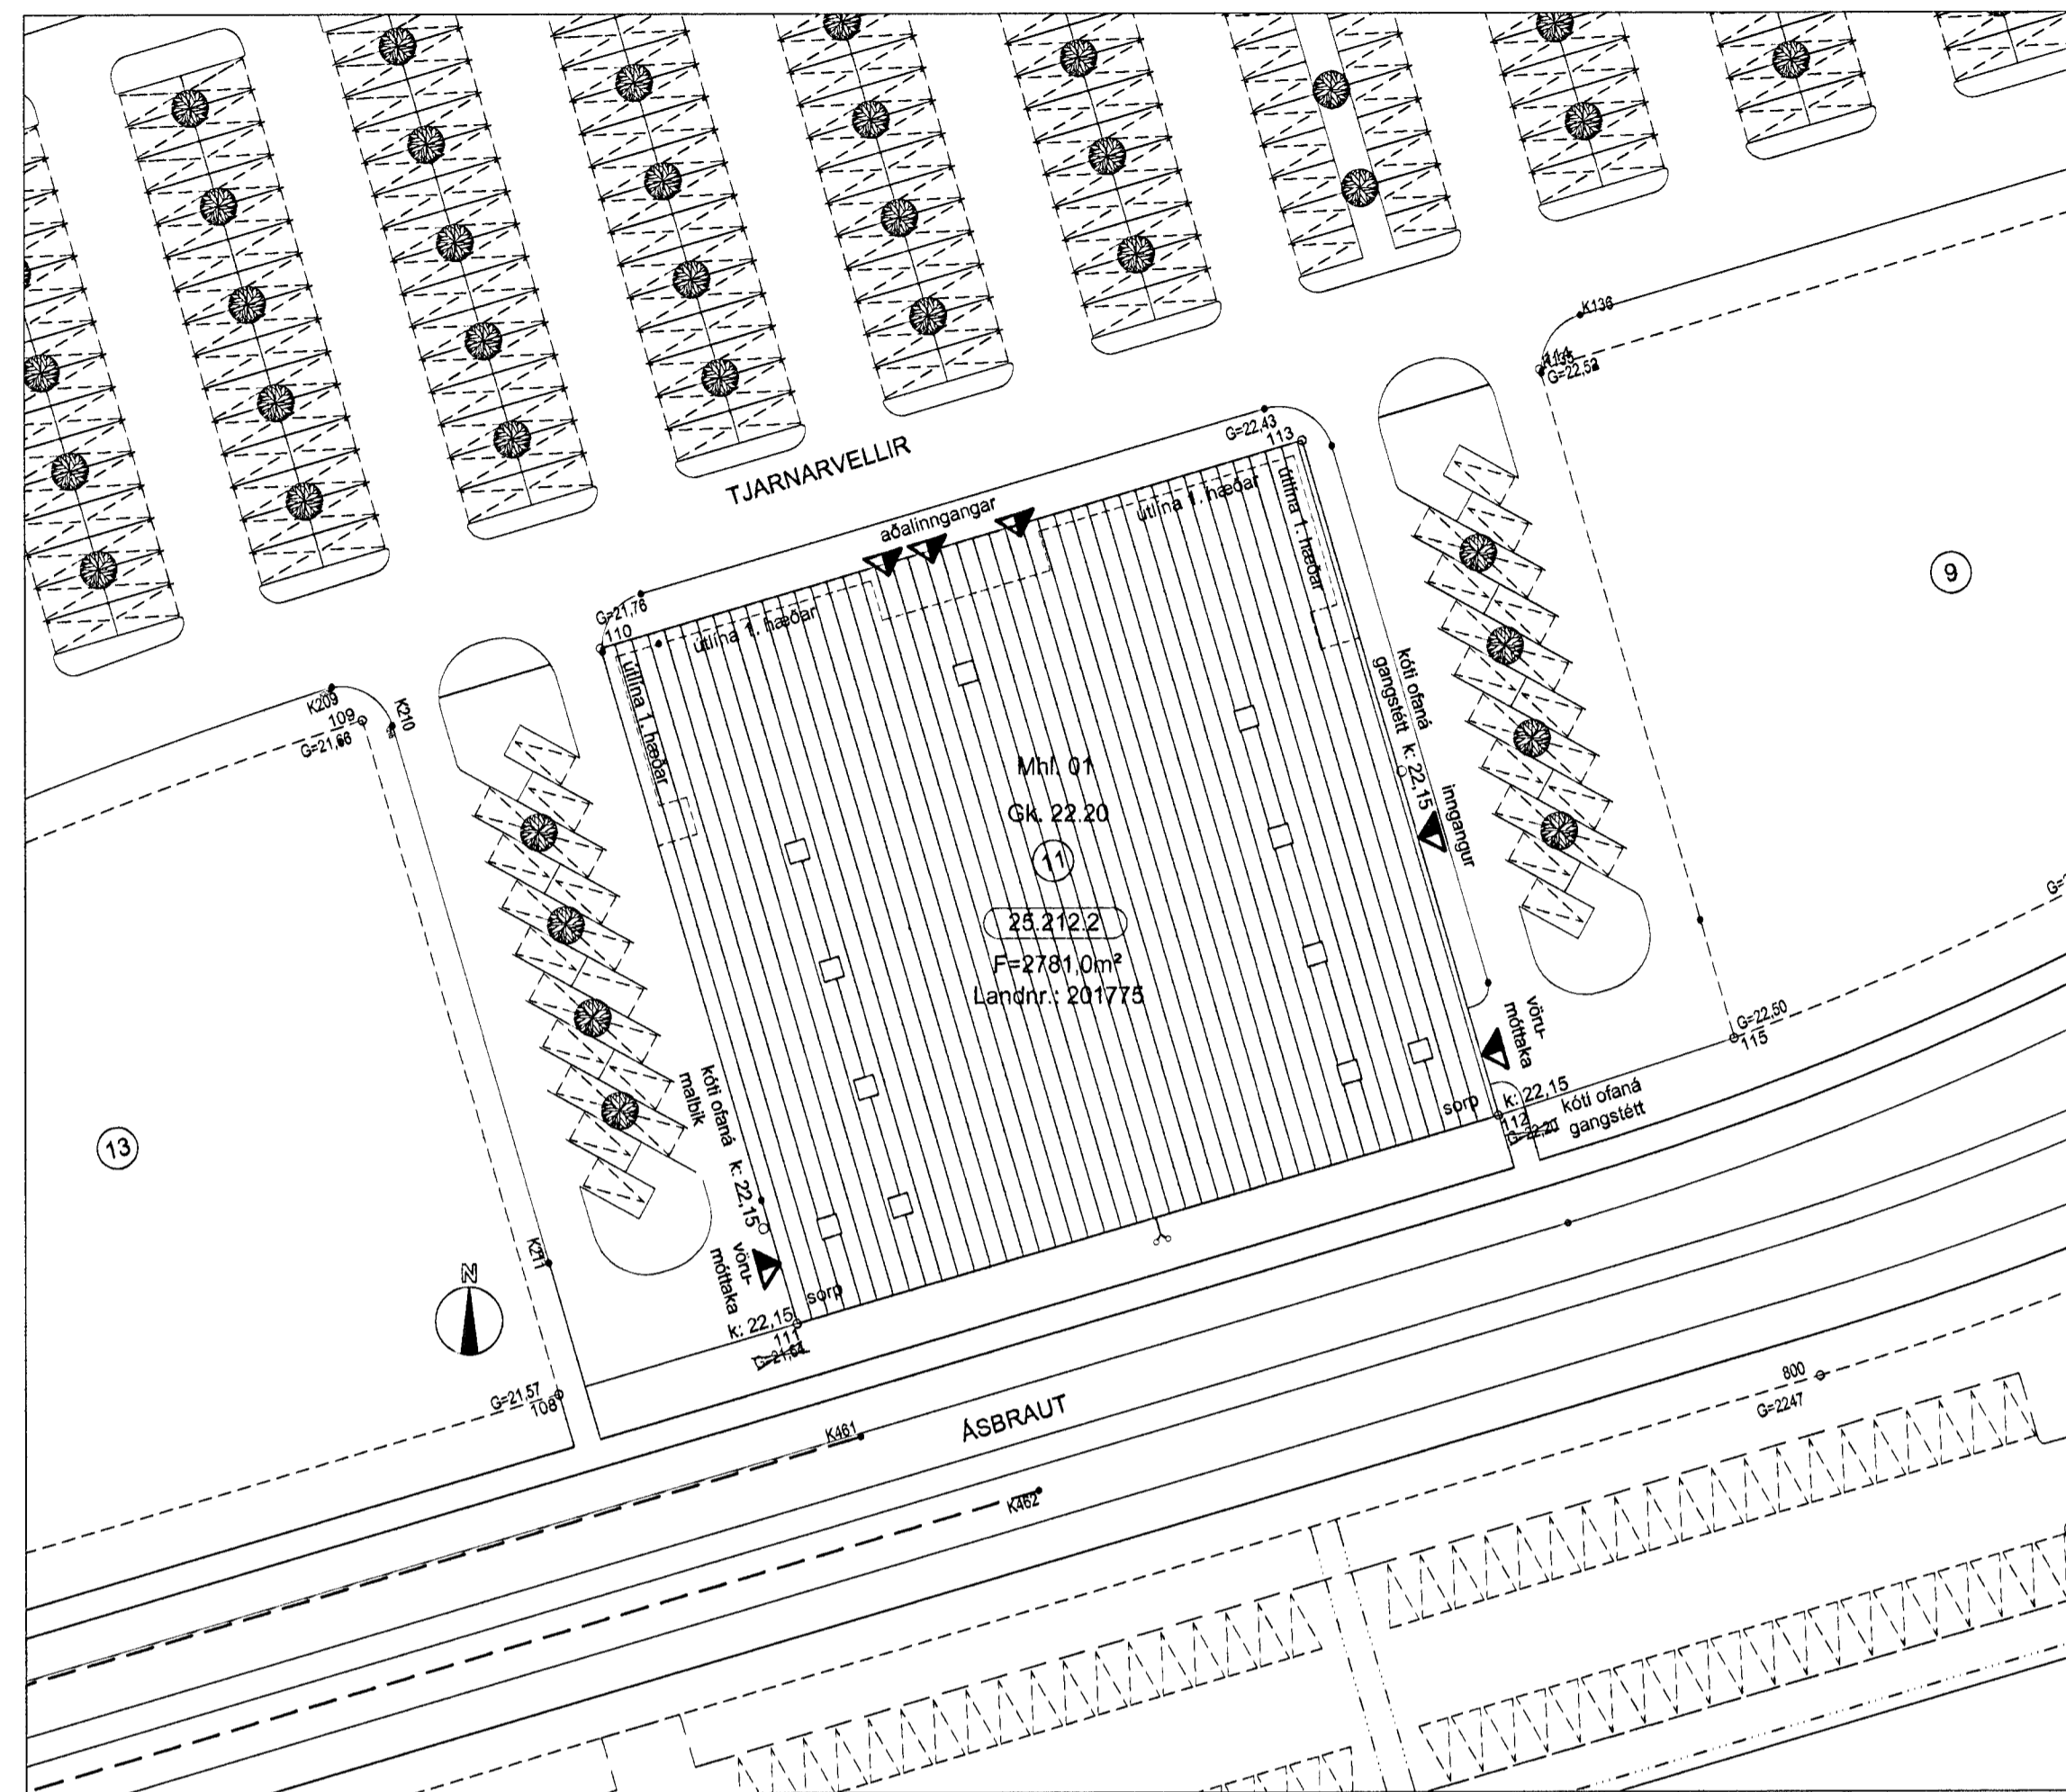 K136
G=22,52
TJARNARVELLIR
G=22,43
113
aðalinngangar
útlína 1. hæðar
útlína 1. hæðar
9
G=21,76
110
útlína 1. hæðar
útlína 1. hæðar
K209
109
G=21,66
K210
kóti ofaná
gangstétt k: 22,15
inngangur
Mhl. 01
Gk. 22.20
11
25.212.2
F=2781,0m²
Landnr.: 201775
vöru-
móttaka
G=22,50
115
13
kóti ofaná
malbik
k: 22,15
sorp
k: 22,15
112
G=22,20
kóti ofaná
gangstétt
K211
N
vöru-
móttaka
sorp
k: 22,15
111
G=21,64
G=21,57
108
800
G=2247
K461
ÁSBRAUT
K462